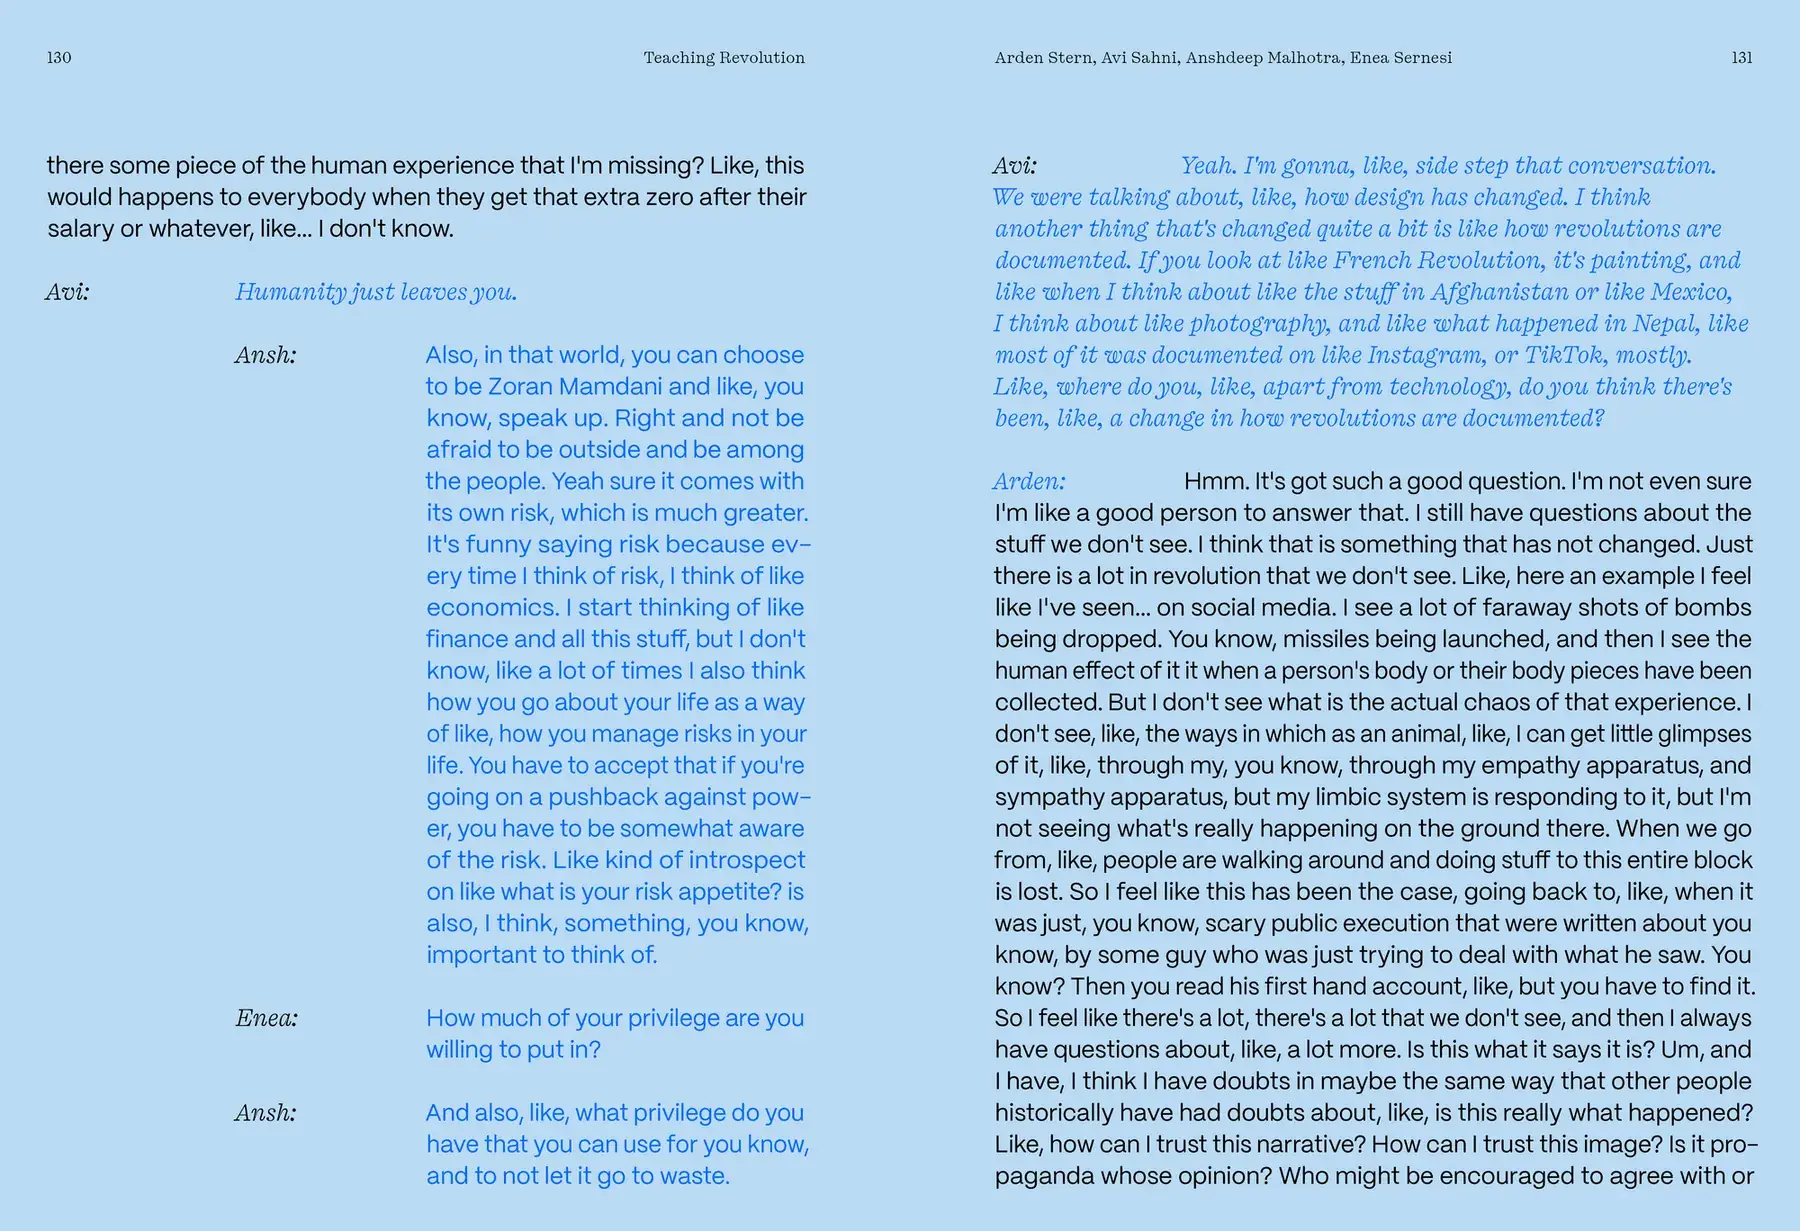 130
Teaching Revolution
there some piece of the human experience that I'm missing? Like, this
would happens to everybody when they get that extra zero after their
salary or whatever, like... I don't know.
Avi: Humanity just leaves you.
Ansh: Also, in that world, you can choose
to be Zoran Mamdani and like, you
know, speak up. Right and not be
afraid to be outside and be among
the people. Yeah sure it comes with
its own risk, which is much greater.
It's funny saying risk because ev-
ery time I think of risk, I think of like
economics. I start thinking of like
finance and all this stuff, but I don't
know, like a lot of times I also think
how you go about your life as a way
of like, how you manage risks in your
life. You have to accept that if you're
going on a pushback against pow-
er, you have to be somewhat aware
of the risk. Like kind of introspect
on like what is your risk appetite? is
also, I think, something, you know,
important to think of.
Enea: How much of your privilege are you
willing to put in?
Ansh: And also, like, what privilege do you
have that you can use for you know,
and to not let it go to waste.
Arden Stern, Avi Sahni, Anshdeep Malhotra, Enea Sernesi
131
Avi: Yeah. I'm gonna, like, side step that conversation.
We were talking about, like, how design has changed. I think
another thing that's changed quite a bit is like how revolutions are
documented. If you look at like French Revolution, it's painting, and
like when I think about like the stuff in Afghanistan or like Mexico,
I think about like photography, and like what happened in Nepal, like
most of it was documented on like Instagram, or TikTok, mostly.
Like, where do you, like, apart from technology, do you think there's
been, like, a change in how revolutions are documented?
Arden: Hmm. It's got such a good question. I'm not even sure
I'm like a good person to answer that. I still have questions about the
stuff we don't see. I think that is something that has not changed. Just
there is a lot in revolution that we don't see. Like, here an example I feel
like I've seen... on social media. I see a lot of faraway shots of bombs
being dropped. You know, missiles being launched, and then I see the
human effect of it it when a person's body or their body pieces have been
collected. But I don't see what is the actual chaos of that experience. I
don't see, like, the ways in which as an animal, like, I can get little glimpses
of it, like, through my, you know, through my empathy apparatus, and
sympathy apparatus, but my limbic system is responding to it, but I'm
not seeing what's really happening on the ground there. When we go
from, like, people are walking around and doing stuff to this entire block
is lost. So I feel like this has been the case, going back to, like, when it
was just, you know, scary public execution that were written about you
know, by some guy who was just trying to deal with what he saw. You
know? Then you read his first hand account, like, but you have to find it.
So I feel like there's a lot, there's a lot that we don't see, and then I always
have questions about, like, a lot more. Is this what it says it is? Um, and
I have, I think I have doubts in maybe the same way that other people
historically have had doubts about, like, is this really what happened?
Like, how can I trust this narrative? How can I trust this image? Is it pro-
paganda whose opinion? Who might be encouraged to agree with or